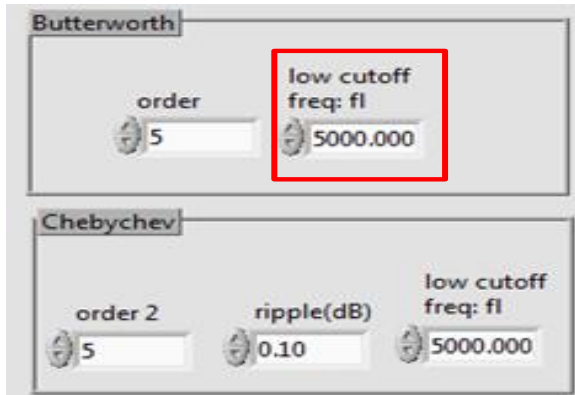 Butterworth
low cutoff
order freq: fl
5 5000.000
Chebychev
low cutoff
order 2 ripple(dB) freq: fl
5 0.10 5000.000